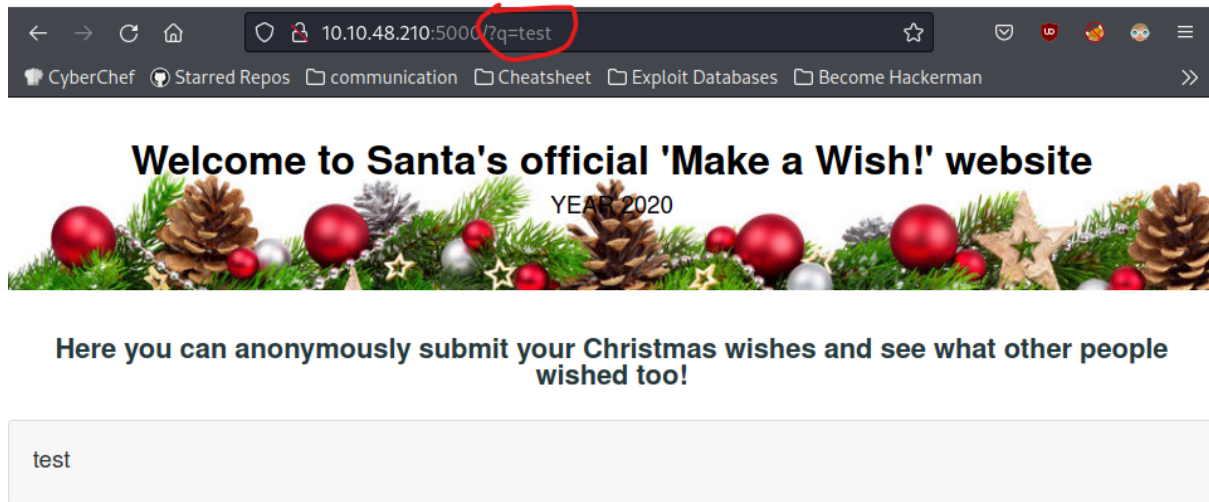 10.10.48.210:5000/?q=test
CyberChef Starred Repos communication Cheatsheet Exploit Databases Become Hackerman
Welcome to Santa's official 'Make a Wish!' website
YEAR 2020
Here you can anonymously submit your Christmas wishes and see what other people
wished too!
test